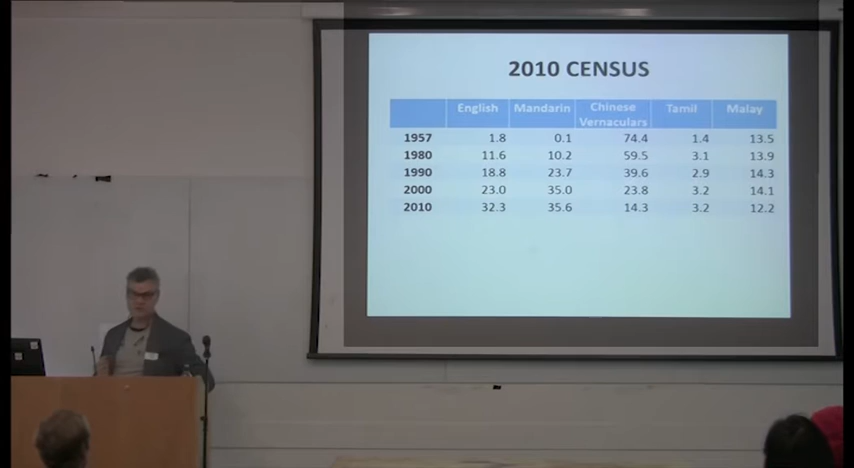 2010 CENSUS
English Mandarin Chinese Vernaculars Tamil Malay
1957 1.8 0.1 74.4 1.4 13.5
1980 11.6 10.2 59.5 3.1 13.9
1990 18.8 23.7 39.6 2.9 14.3
2000 23.0 35.0 23.8 3.2 14.1
2010 32.3 35.6 14.3 3.2 12.2